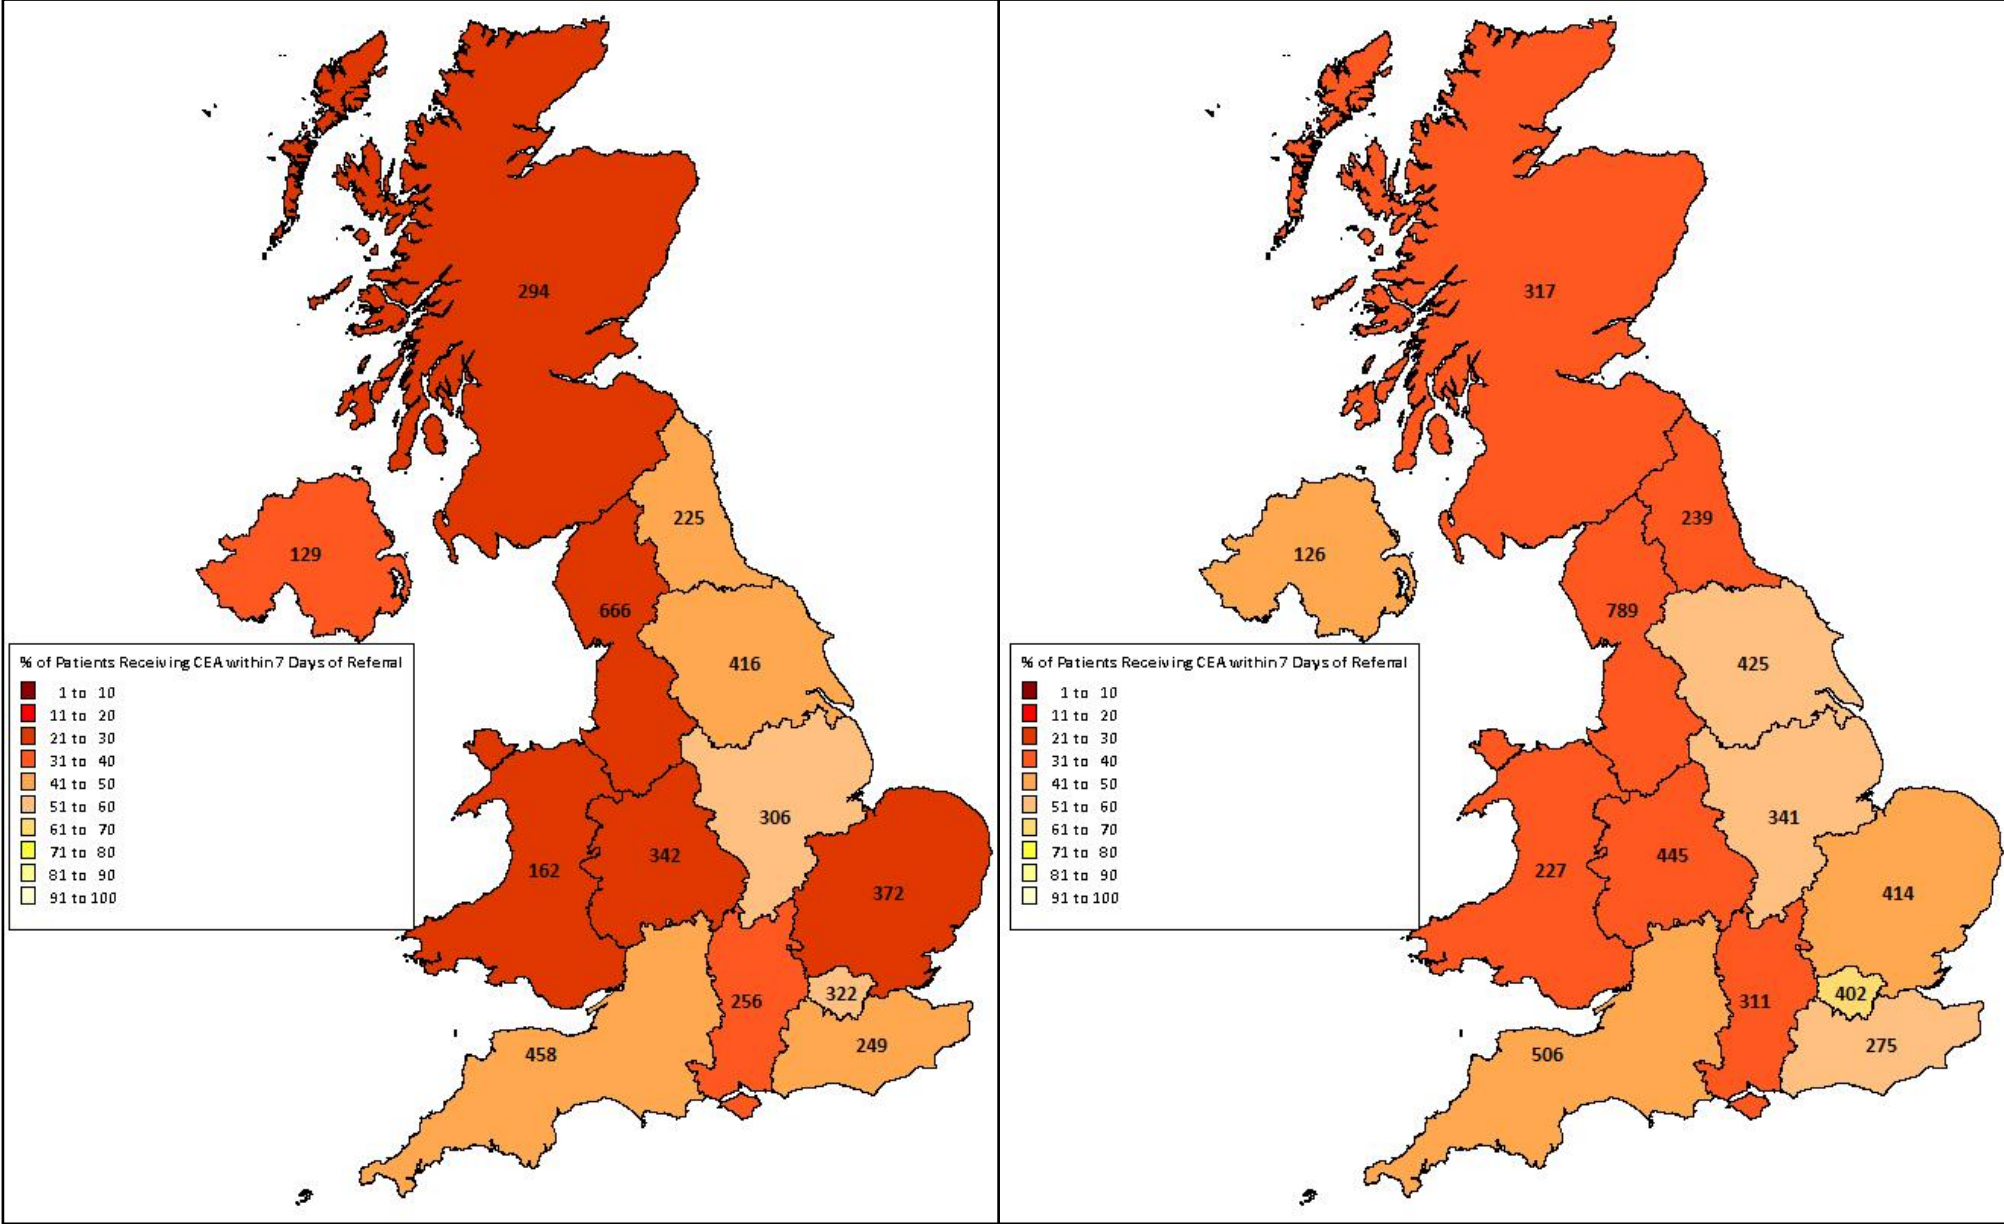 294
225
129
666
416
% of Patients Receiving CEA within 7 Days of Referral
1 to 10
11 to 20
21 to 30
31 to 40
41 to 50
51 to 60
61 to 70
71 to 80
81 to 90
91 to 100
306
342
162
372
322
256
249
458
317
239
126
789
425
% of Patients Receiving CEA within 7 Days of Referral
1 to 10
11 to 20
21 to 30
31 to 40
41 to 50
51 to 60
61 to 70
71 to 80
81 to 90
91 to 100
341
445
227
414
402
311
275
506